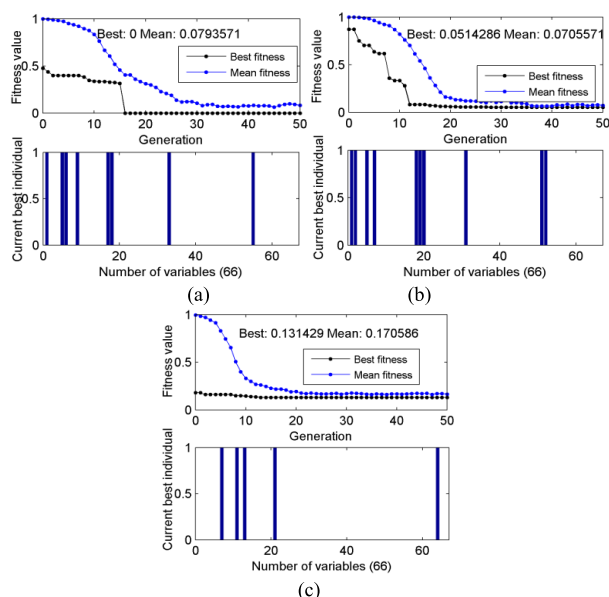 Best: 0 Mean: 0.0793571
Fitness value
1
0.5
0
Best fitness
Mean fitness
0 10 20 30 40 50
Generation
Current best individual
1
0.5
0
0 20 40 60
Number of variables (66)
(a)
Best: 0.0514286 Mean: 0.0705571
Fitness value
1
0.5
0
Best fitness
Mean fitness
0 10 20 30 40 50
Generation
Current best individual
1
0.5
0
0 20 40 60
Number of variables (66)
(b)
Best: 0.131429 Mean: 0.170586
Fitness value
1
0.5
0
Best fitness
Mean fitness
0 10 20 30 40 50
Generation
Current best individual
1
0.5
0
0 20 40 60
Number of variables (66)
(c)